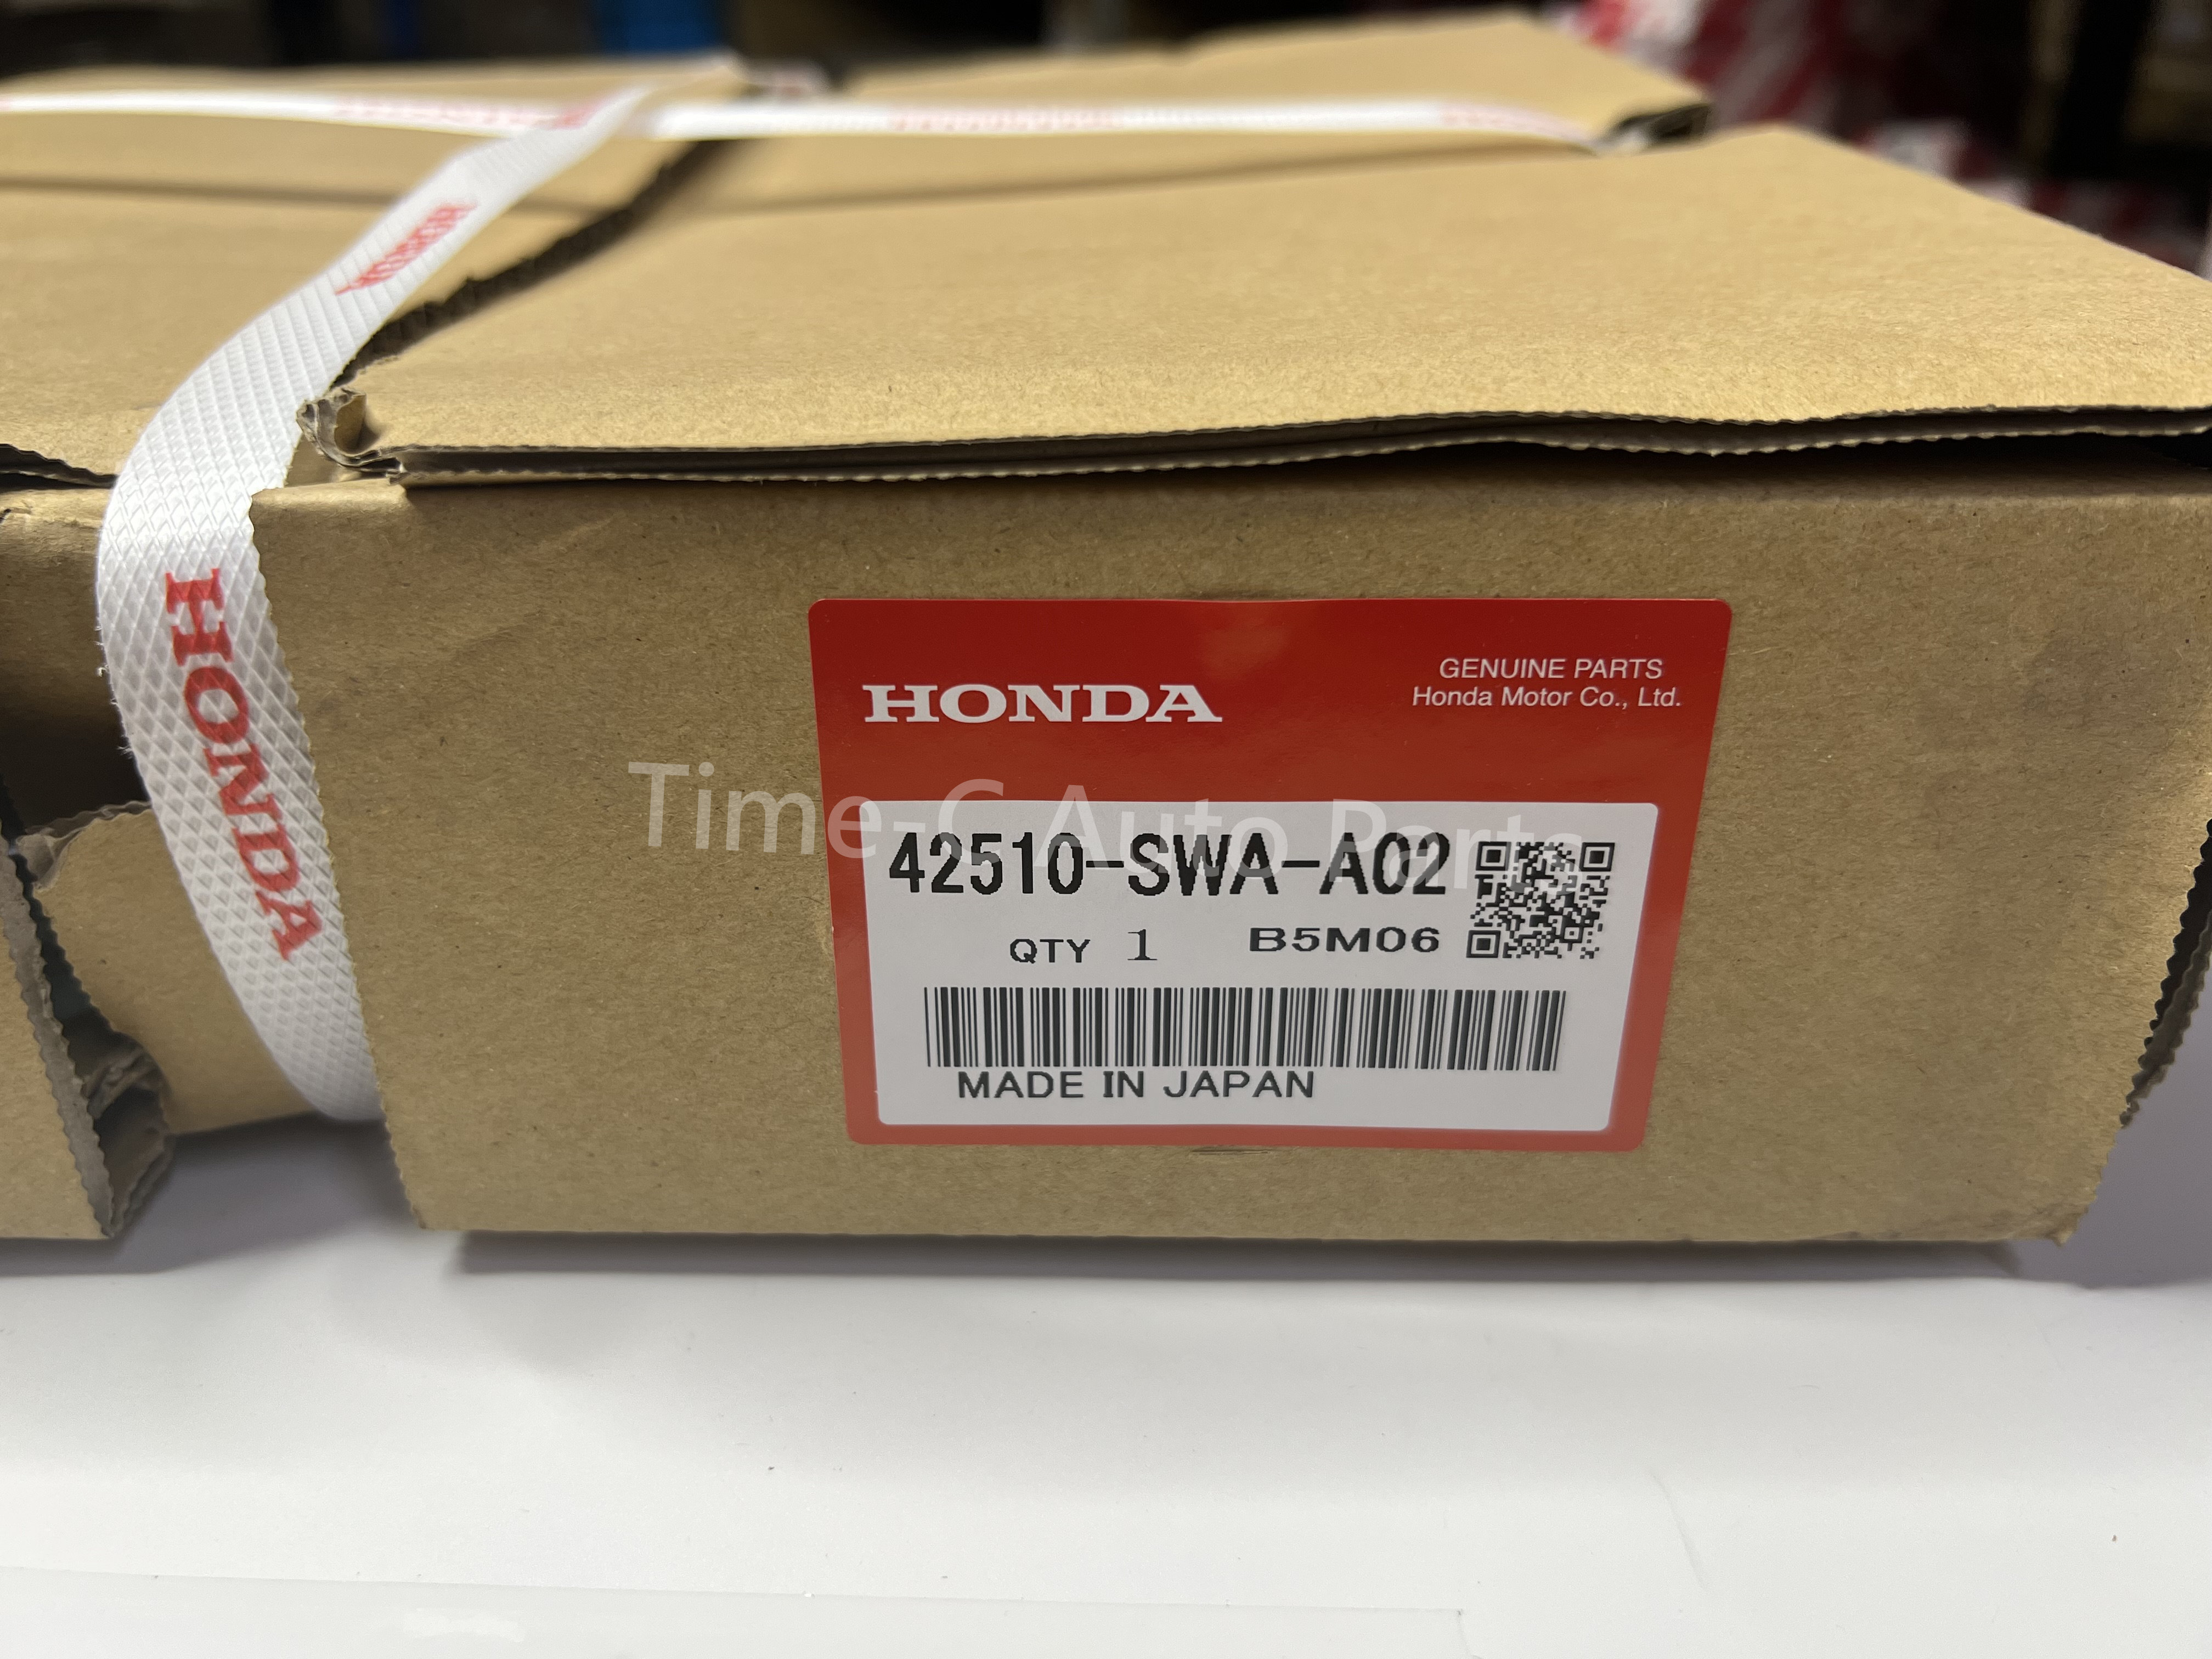 HONDA
HONDA
HONDA
GENUINE PARTS
Honda Motor Co., Ltd.
Time-C Auto Parts
42510-SWA-A02
QTY 1 B5M06
MADE IN JAPAN